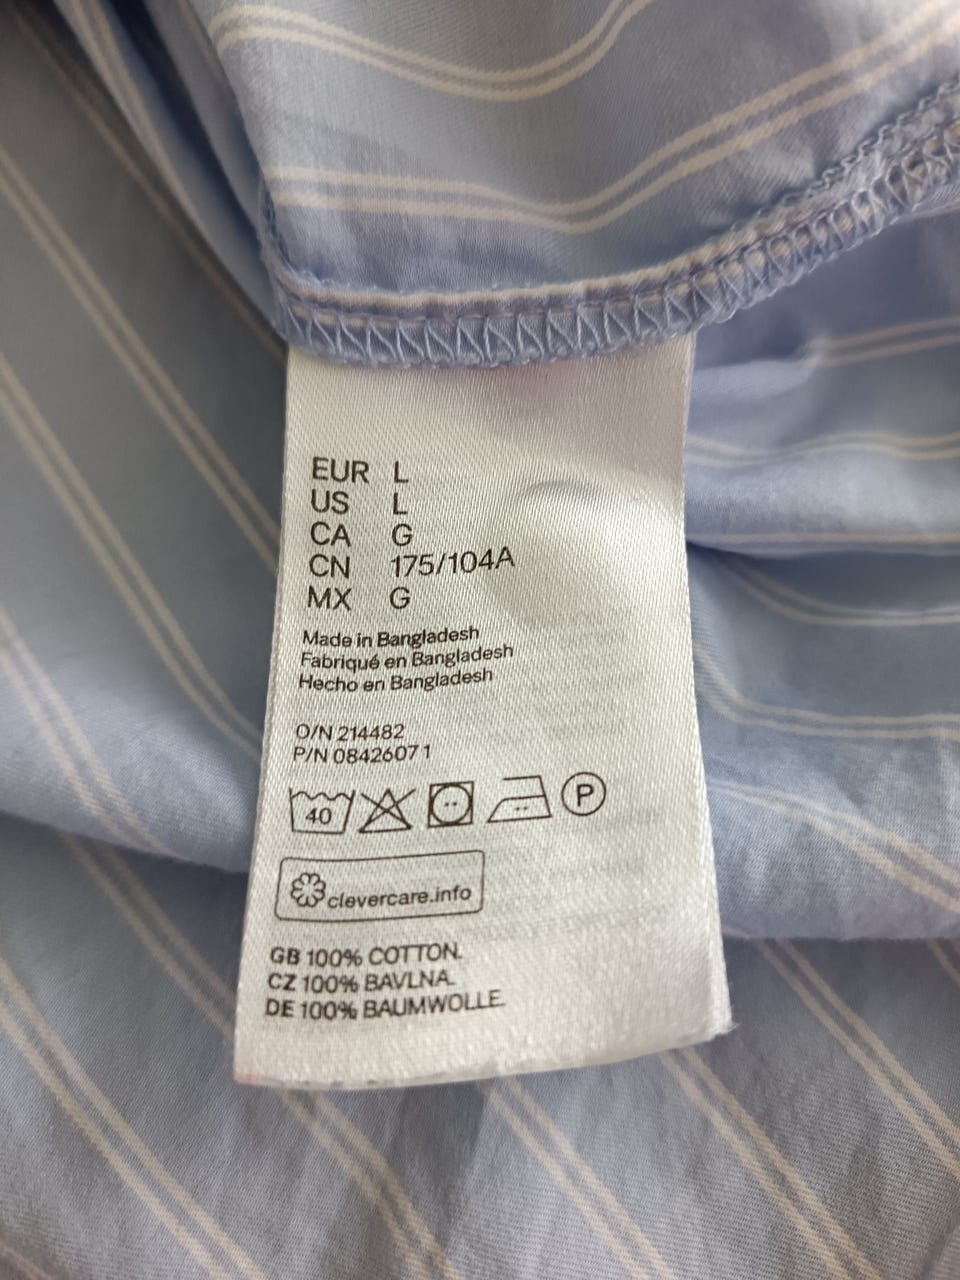 EUR L
US L
CA G
CN 175/104A
MX G
Made in Bangladesh
Fabriqué en Bangladesh
Hecho en Bangladesh
O/N 214482
P/N 08426071
40 P
clevercare.info
GB 100% COTTON.
CZ 100% BAVLNA.
DE 100% BAUMWOLLE.